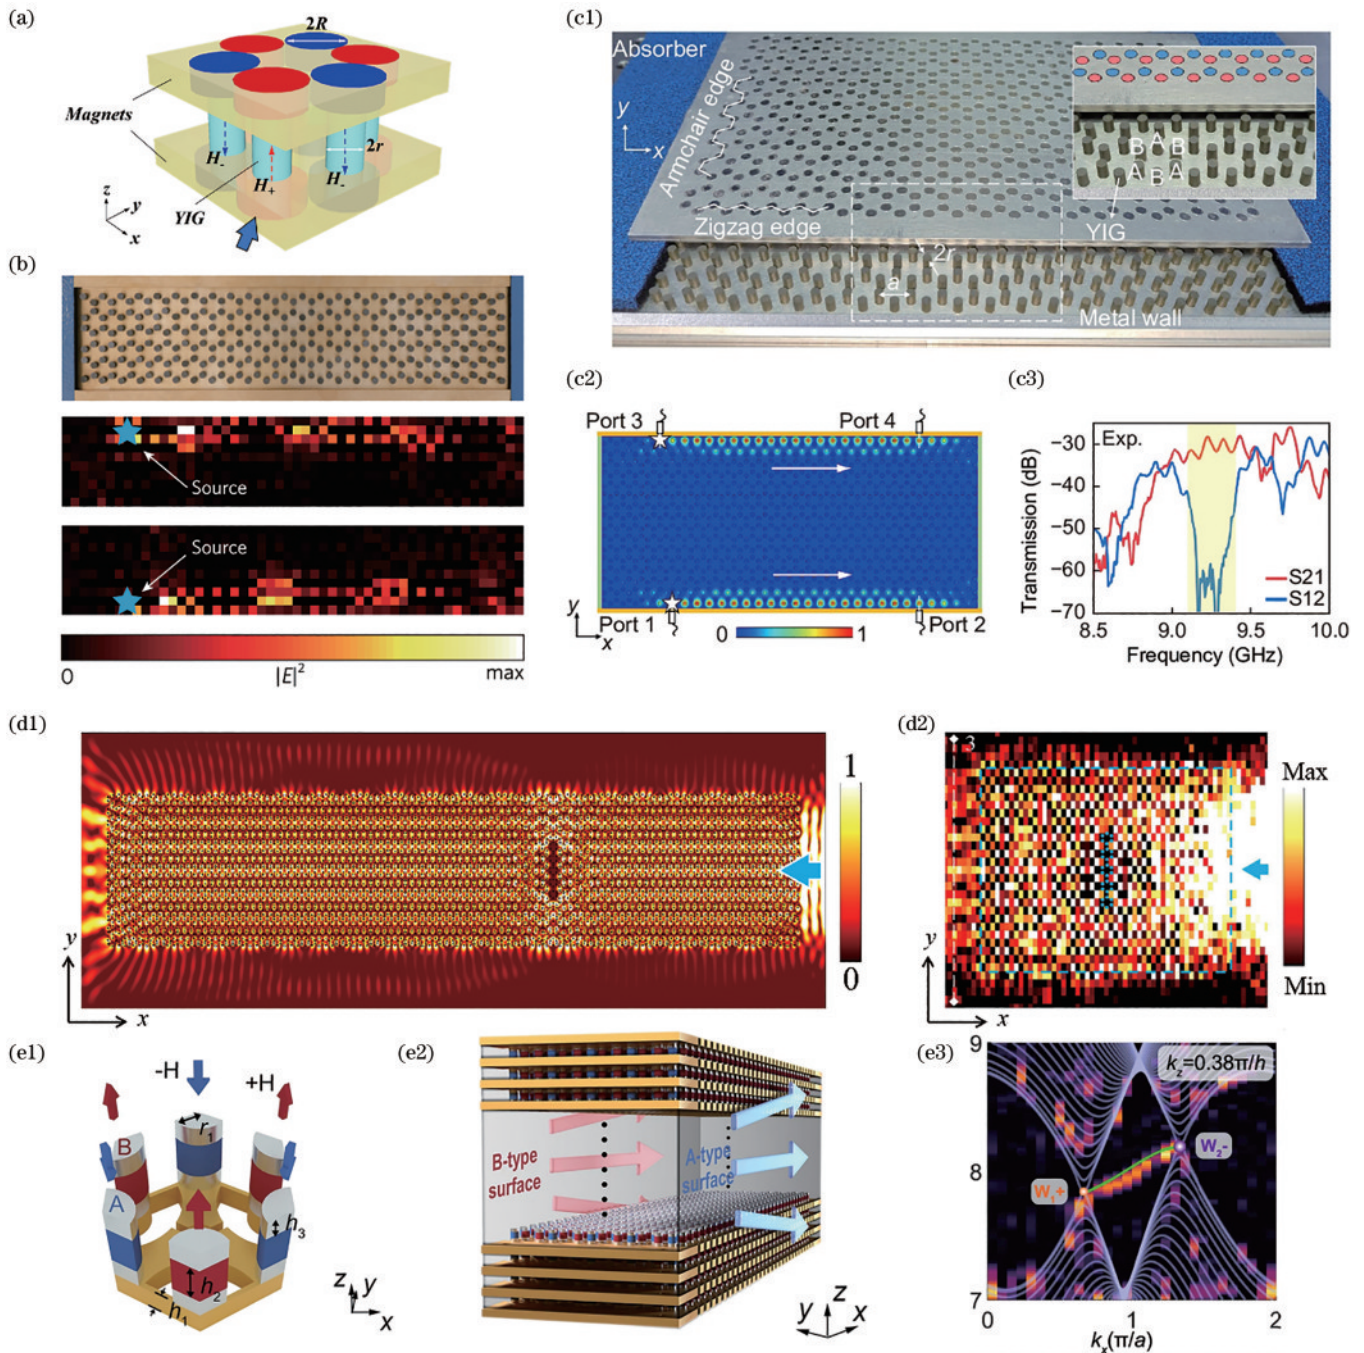 (a)
2R
Magnets
H-
H+
H-
2r
YIG
z
y
x
(b)
Source
Source
0
|E|²
max
(c1)
Absorber
y
x
Armchair edge
Zigzag edge
2r
a
YIG
Metal wall
B A B
A B A
(c2)
Port 3
Port 4
Port 1
Port 2
y
x
0
1
(c3)
Exp.
Transmission (dB)
−30
−40
−50
−60
−70
S21
S12
8.5
9.0
9.5
10.0
Frequency (GHz)
(d1)
1
0
y
x
(d2)
3
Max
Min
y
x
(e1)
-H
+H
r1
B
A
h3
h2
h1
z
y
x
(e2)
B-type
surface
A-type
surface
z
y
x
(e3)
9
8
7
kz=0.38π/h
W2-
W1+
0
1
2
kx(π/a)